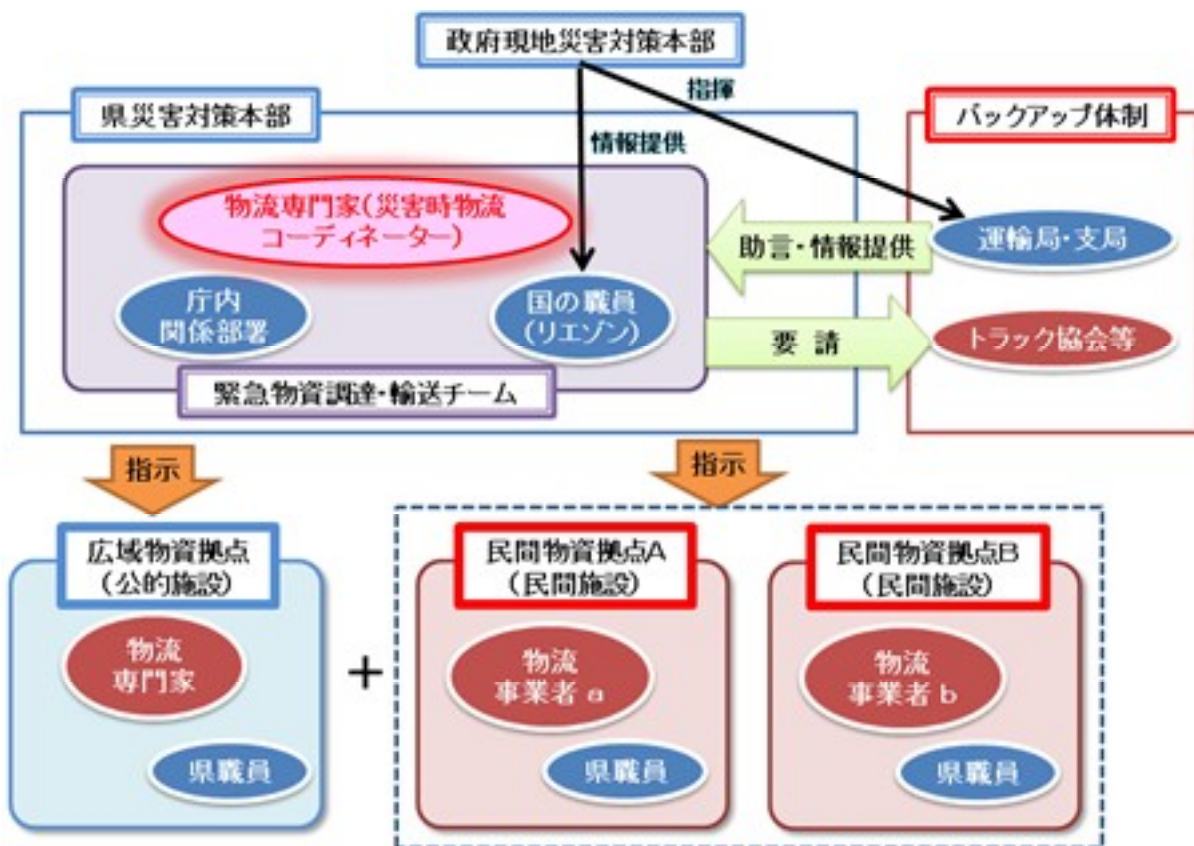 政府現地災害対策本部
指揮
県災害対策本部
バックアップ体制
情報提供
物流専門家(災害時物流
コーディネーター)
助言・情報提供
運輸局・支局
庁内
関係部署
国の職員
(リエゾン)
要 請
トラック協会等
緊急物資調達・輸送チーム
指示
指示
広域物資拠点
(公的施設)
民間物資拠点A
(民間施設)
民間物資拠点B
(民間施設)
物流
専門家
+
物流
事業者 a
物流
事業者 b
県職員
県職員
県職員